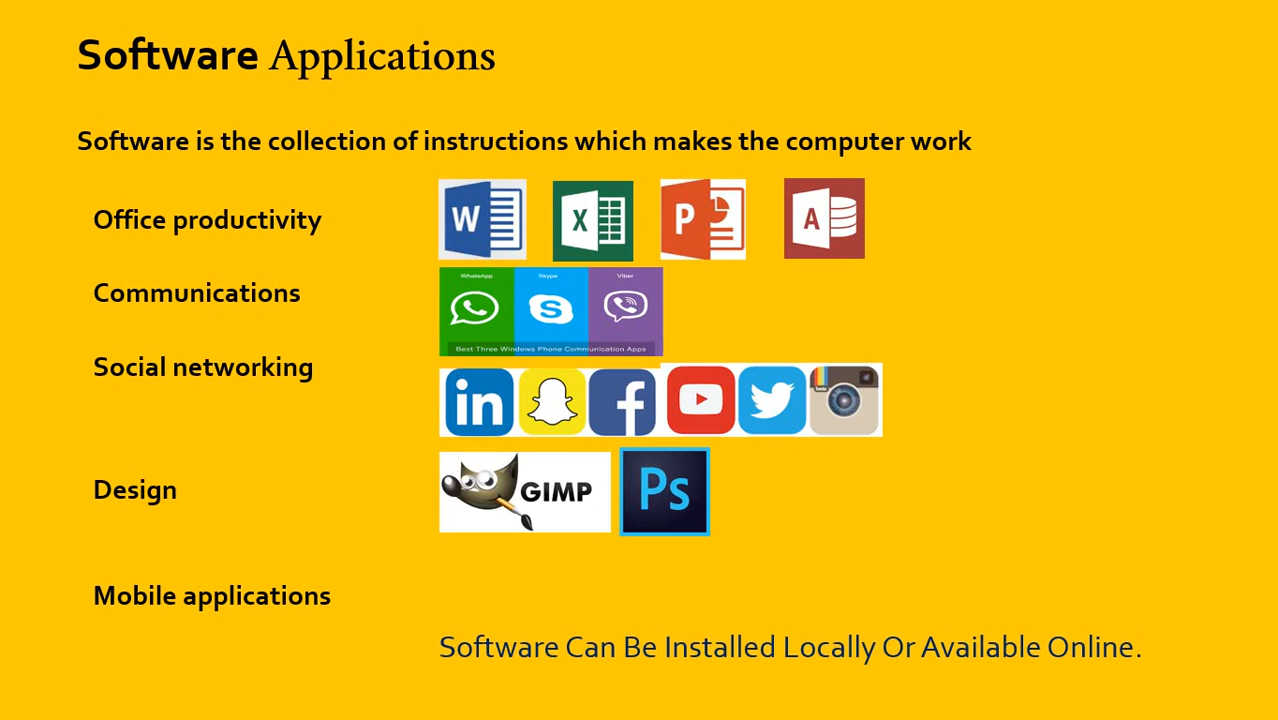 Software Applications
Software is the collection of instructions which makes the computer work
Office productivity
W X P A
Communications
WhatsApp Skype Viber
S
Best Three Windows Phone Communication Apps
Social networking
in f
Insta
Design
GIMP Ps
Mobile applications
Software Can Be Installed Locally Or Available Online.